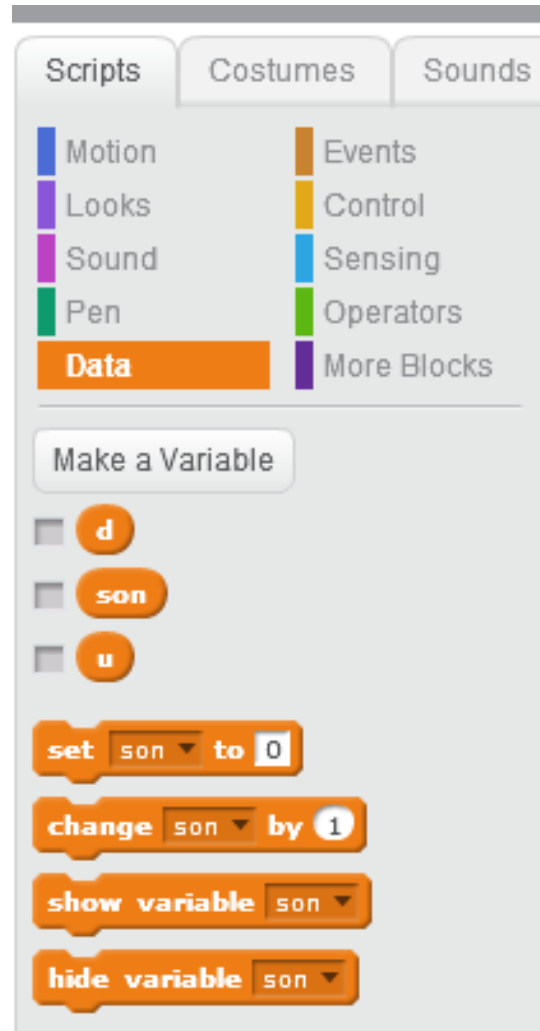 Scripts Costumes Sounds
Motion Events
Looks Control
Sound Sensing
Pen Operators
Data More Blocks
Make a Variable
d
son
u
set son to 0
change son by 1
show variable son
hide variable son